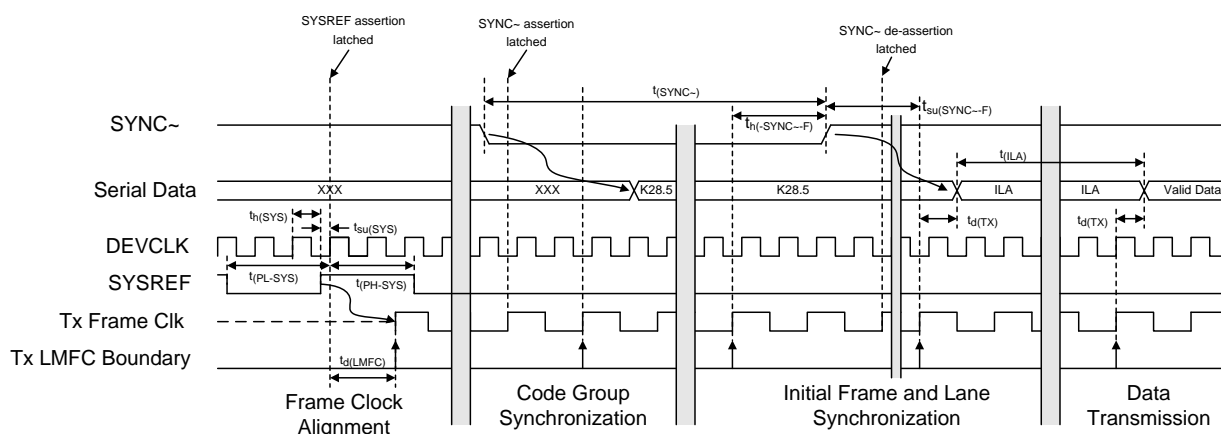 SYSREF assertion
latched
SYNC~ assertion
latched
SYNC~ de-assertion
latched
t(SYNC~)
tsu(SYNC~-F)
th(-SYNC~-F)
SYNC~
t(ILA)
Serial Data
XXX
XXX
K28.5
K28.5
ILA
ILA
Valid Data
th(SYS)
tsu(SYS)
td(TX)
td(TX)
DEVCLK
t(PL-SYS)
t(PH-SYS)
SYSREF
Tx Frame Clk
Tx LMFC Boundary
td(LMFC)
Frame Clock
Alignment
Code Group
Synchronization
Initial Frame and Lane
Synchronization
Data
Transmission